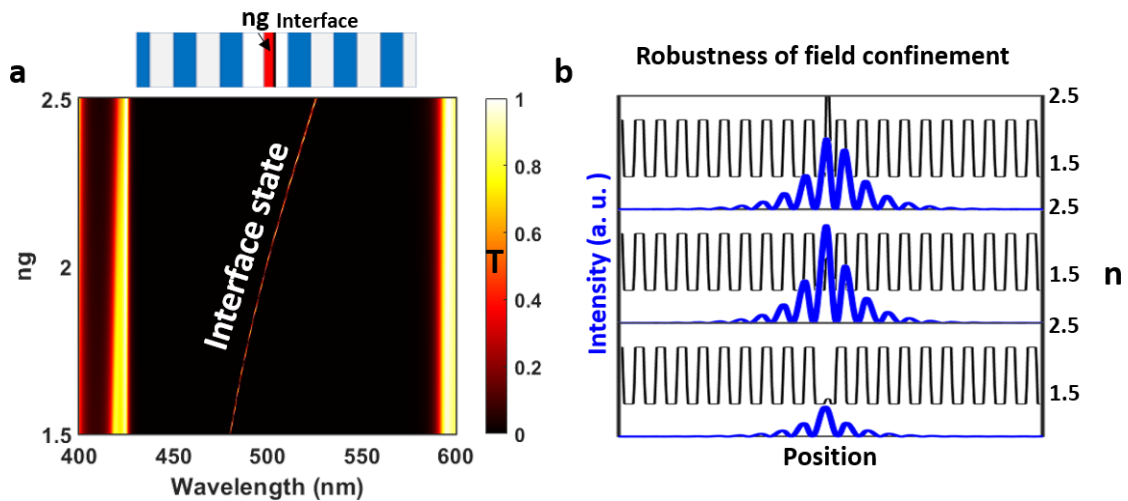 ng Interface
a
2.5
2
1.5
ng
Interface state
400
450
500
550
600
Wavelength (nm)
1
0.8
0.6
0.4
0.2
0
T
b
Robustness of field confinement
Intensity (a. u. )
2.5
1.5
2.5
1.5
2.5
1.5
n
Position